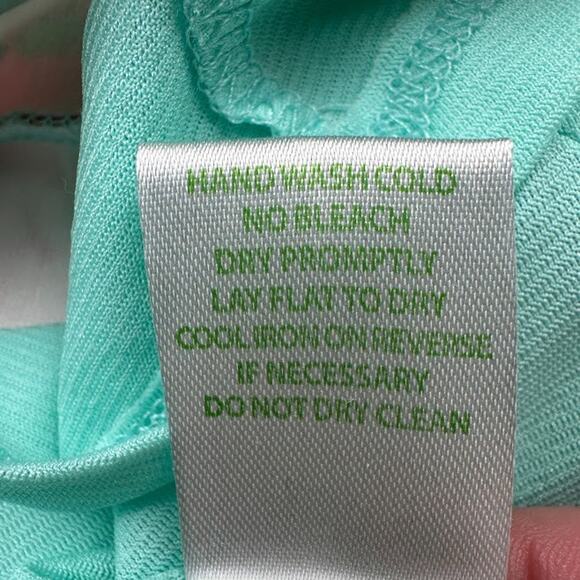 HAND WASH COLD
NO BLEACH
DRY PROMPTLY
LAY FLAT TO DRY
COOL IRON ON REVERSE
IF NECESSARY
DO NOT DRY CLEAN